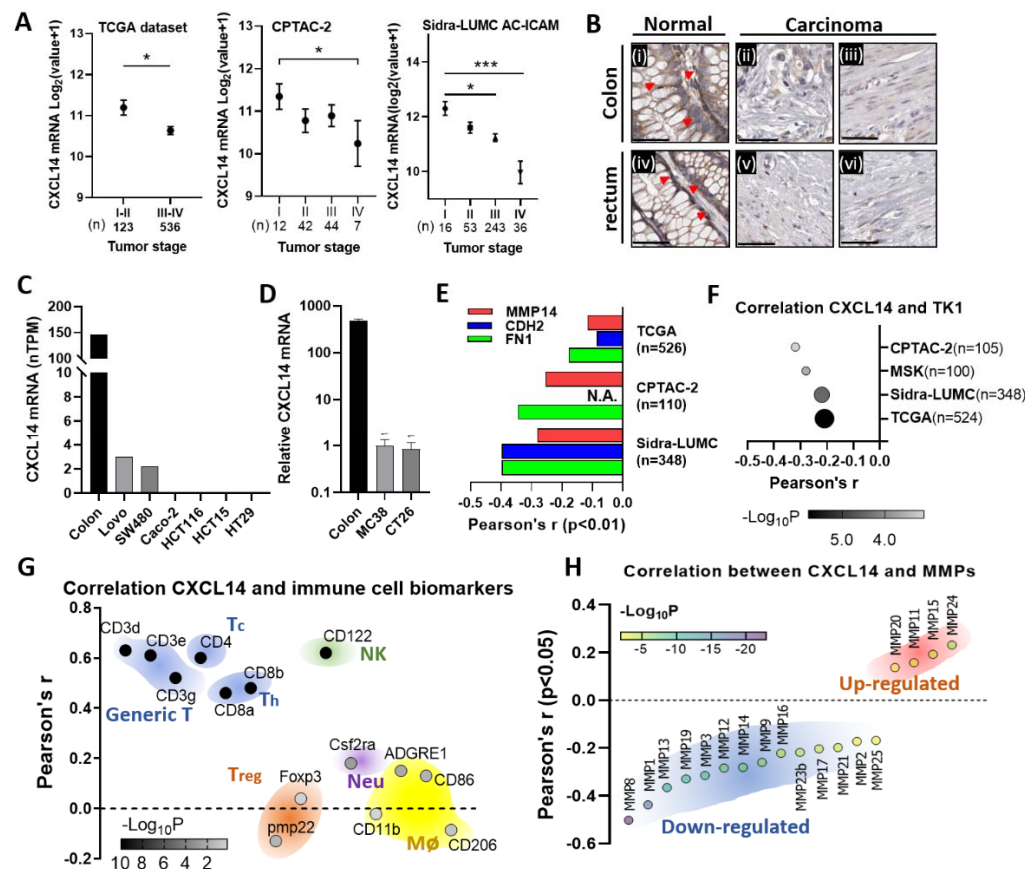 A
TCGA dataset
CXCL14 mRNA Log2(value+1)
13
12
11
10
9
*
I-II
III-IV
(n)
123
536
Tumor stage
CPTAC-2
CXCL14 mRNA Log2(value+1)
13
12
11
10
9
*
I
II
III
IV
(n)
12
42
44
7
Tumor stage
Sidra-LUMC AC-ICAM
CXCL14 mRNA(log2(value+1)
14
12
10
***
*
I
II
III
IV
(n)
16
53
243
36
Tumor stage
B
Normal
Carcinoma
Colon
rectum
(i)
(ii)
(iii)
(iv)
(v)
(vi)
C
CXCL14 mRNA (nTPM)
200
150
100
10
8
6
4
2
0
Colon
Lovo
SW480
Caco-2
HCT116
HCT15
HT29
D
Relative CXCL14 mRNA
1000
100
10
1
0.1
Colon
MC38
CT26
E
MMP14
CDH2
FN1
TCGA
(n=526)
CPTAC-2
(n=110)
N.A.
Sidra-LUMC
(n=348)
-0.5
-0.4
-0.3
-0.2
-0.1
0.0
Pearson's r (p<0.01)
F
Correlation CXCL14 and TK1
CPTAC-2(n=105)
MSK(n=100)
Sidra-LUMC(n=348)
TCGA(n=524)
-0.5
-0.4
-0.3
-0.2
-0.1
0.0
Pearson's r
-Log10P
5.0
4.0
G
Correlation CXCL14 and immune cell biomarkers
Pearson's r
0.8
0.6
0.4
0.2
0.0
-0.2
CD3d
CD3e
CD3g
Generic T
Tc
CD4
CD8b
CD8a
Th
CD122
NK
Csf2ra
Neu
ADGRE1
CD86
CD11b
CD206
Mø
Treg
Foxp3
pmp22
-Log10P
10
8
6
4
2
H
Correlation between CXCL14 and MMPs
Pearson's r (p<0.05)
0.4
0.2
0.0
-0.2
-0.4
-0.6
-Log10P
-5
-10
-15
-20
MMP20
MMP11
MMP15
MMP24
Up-regulated
MMP8
MMP1
MMP13
MMP19
MMP3
MMP12
MMP14
MMP9
MMP16
MMP23b
MMP17
MMP21
MMP2
MMP25
Down-regulated